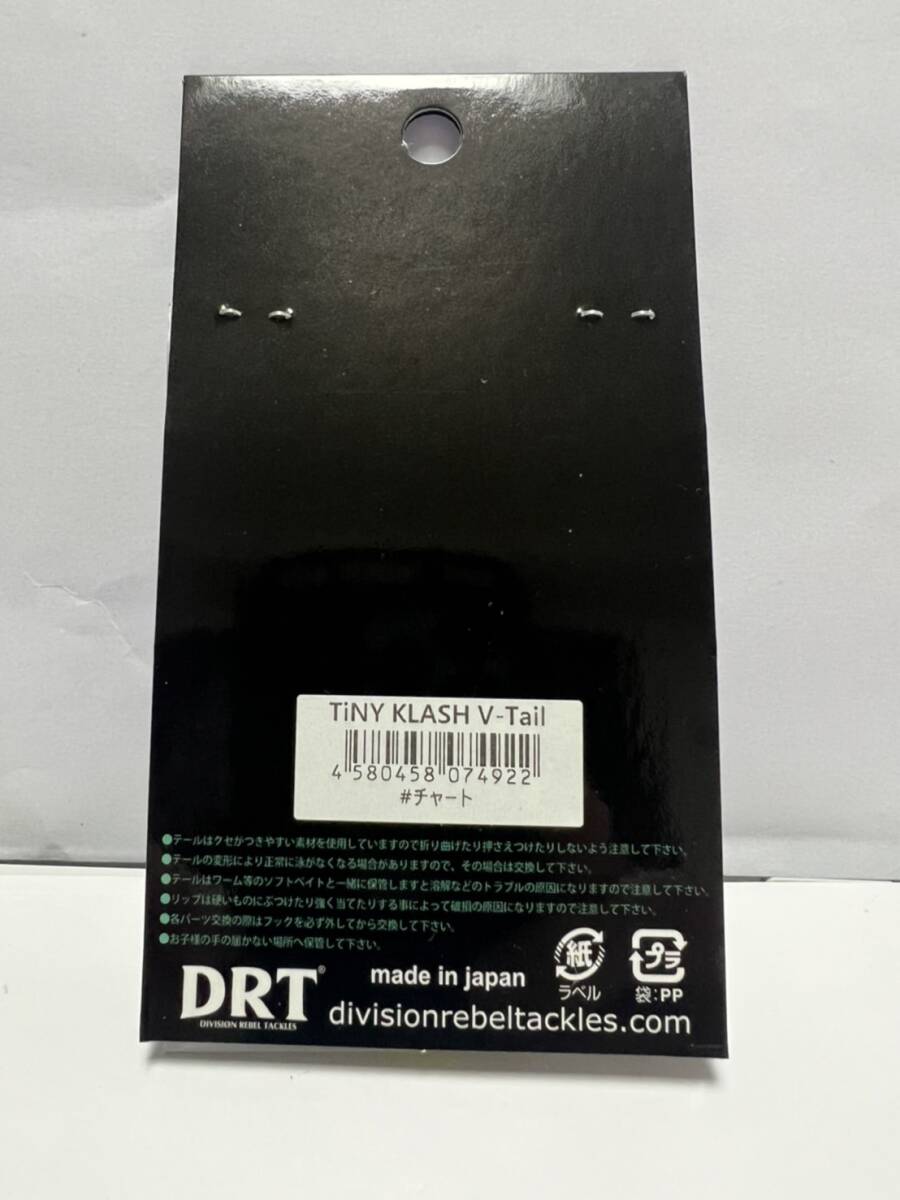 TiNY KLASH V-Tail
4 580458 074922
#チャート
●テールはクセがつきやすい素材を使用していますので折り曲げたり押さえつけたりしないよう注意して下さい。
●テールの変形により正常に泳がなくなる場合がありますので、その場合は交換して下さい。
●テールはワーム等のソフトベイトと一緒に保管しますと溶解などのトラブルの原因になりますので注意して下さい。
●リップは硬いものにぶつけたり強く当てたりする事によって破損の原因になりますので注意して下さい。
●各パーツ交換の際はフックを必ず外してから交換して下さい。
●お子様の手の届かない場所へ保管して下さい。
DRT®
DIVISION REBEL TACKLES
made in japan
divisionrebeltackles.com
紙
ラベル
プラ
袋:PP